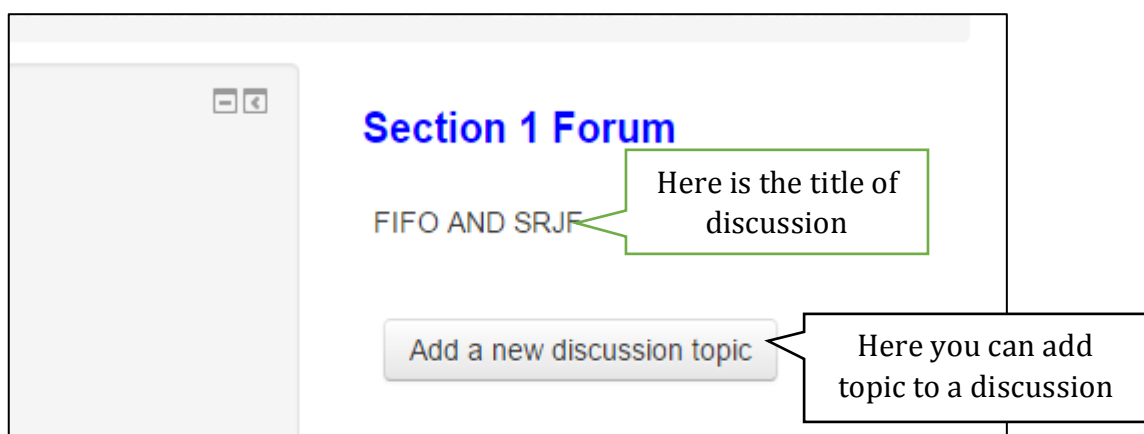 Section 1 Forum
Here is the title of
discussion
FIFO AND SRJF
Add a new discussion topic
Here you can add
topic to a discussion